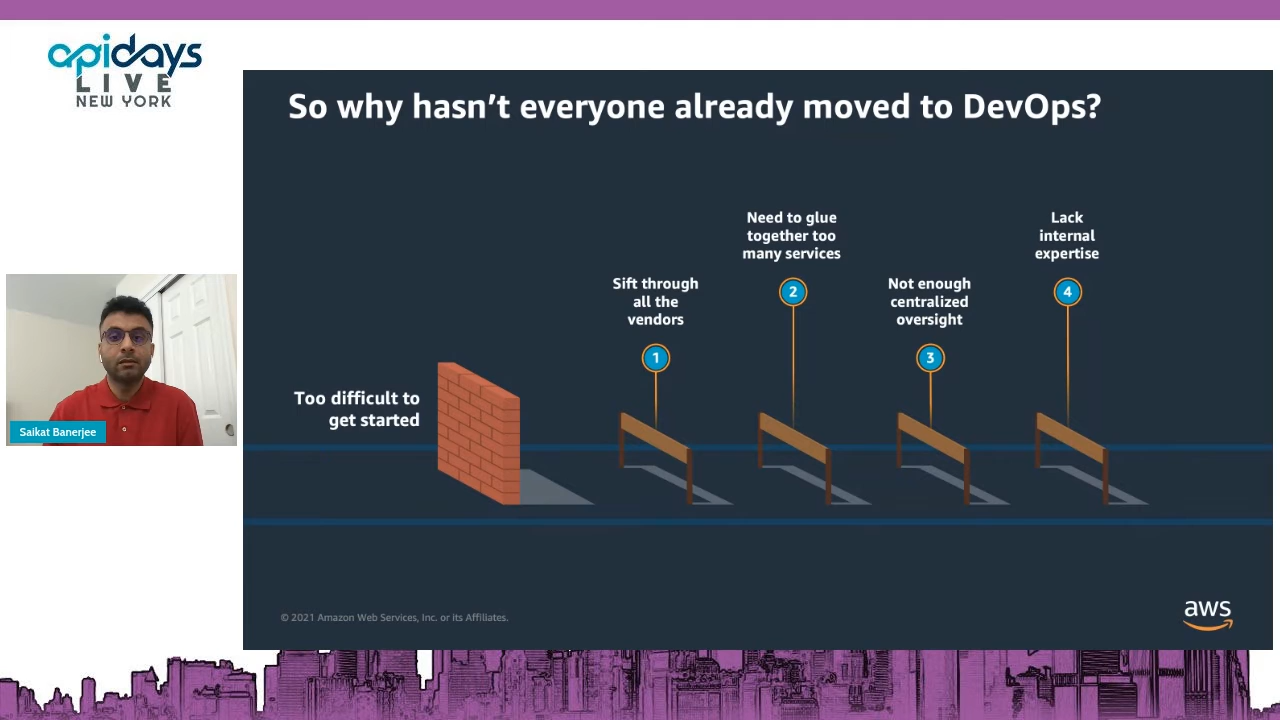 apidays
LIVE
NEW YORK
So why hasn't everyone already moved to DevOps?
Need to glue
together too
many services
Lack
internal
expertise
Sift through
all the
vendors
Not enough
centralized
oversight
2
4
1
3
Too difficult to
get started
Saikat Banerjee
© 2021 Amazon Web Services, Inc. or its Affiliates.
aws